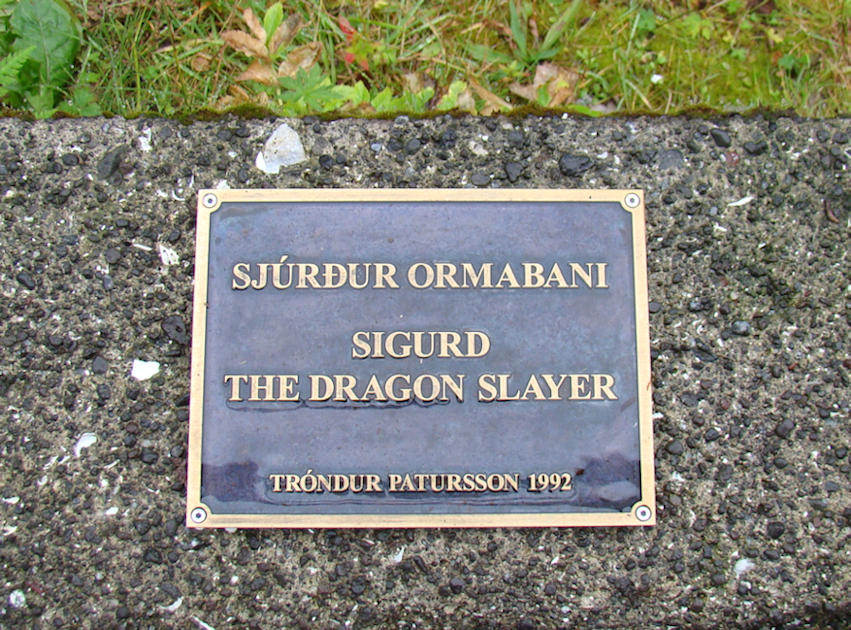 SJÚRÐUR ORMABANI
SIGURD
THE DRAGON SLAYER
TRÓNDUR PATURSSON 1992